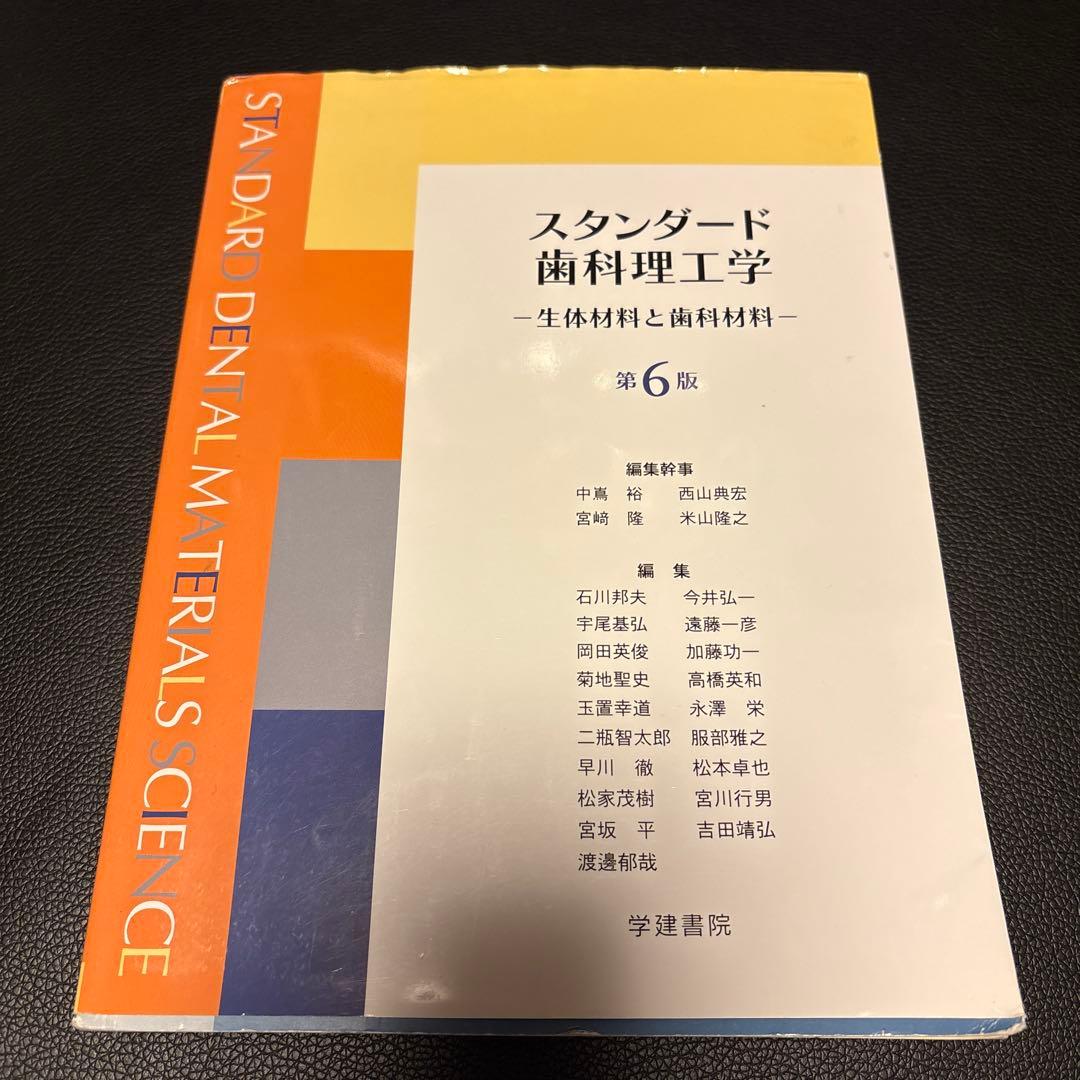 STANDARD DENTAL MATERIALS SCIENCE
スタンダード
歯科理工学
－生体材料と歯科材料－
第6版
編集幹事
中嶌　裕　　西山典宏
宮﨑　隆　　米山隆之
編　集
石川邦夫　　今井弘一
宇尾基弘　　遠藤一彦
岡田英俊　　加藤功一
菊地聖史　　高橋英和
玉置幸道　　永澤　栄
二瓶智太郎　服部雅之
早川　徹　　松本卓也
松家茂樹　　宮川行男
宮坂　平　　吉田靖弘
渡邊郁哉
学建書院